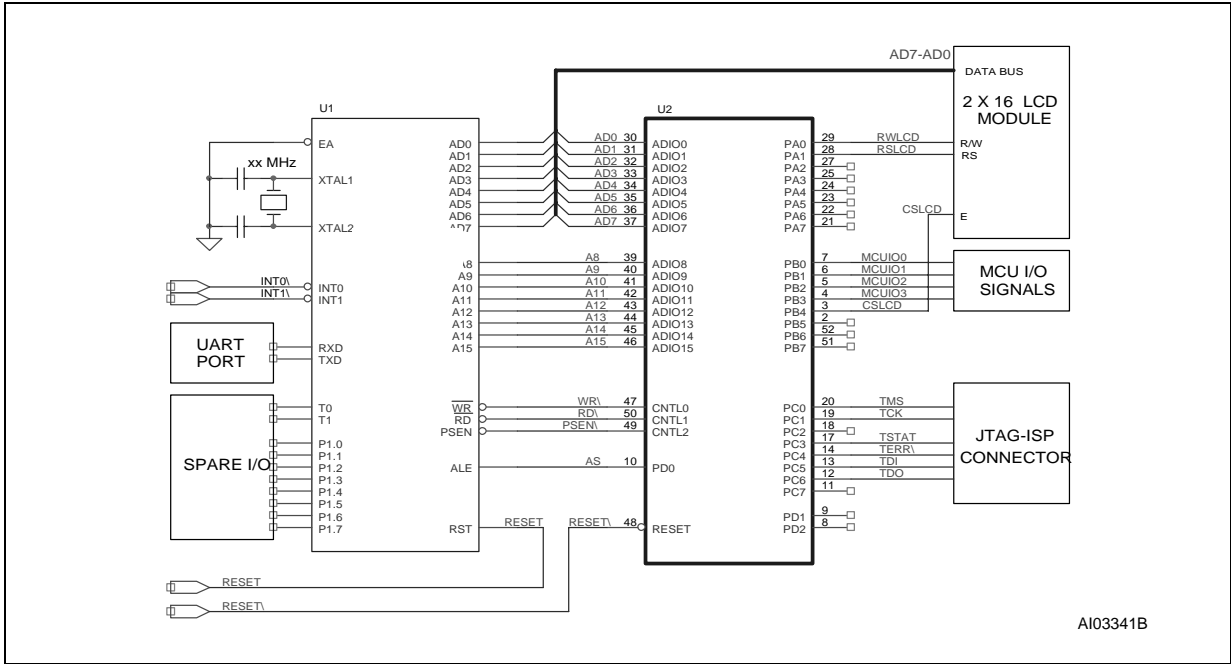 AD7-AD0
DATA BUS
2 X 16 LCD
MODULE
R/W
RS
E
U1
EA
xx MHz
XTAL1
XTAL2
INT0\
INT1\
INT0
INT1
UART
PORT
RXD
TXD
SPARE I/O
T0
T1
P1.0
P1.1
P1.2
P1.3
P1.4
P1.5
P1.6
P1.7
AD0
AD1
AD2
AD3
AD4
AD5
AD6
AD7
A8
A9
A10
A11
A12
A13
A14
A15
WR
RD
PSEN
ALE
RST
RESET
RESET\
AD0 30
AD1 31
AD2 32
AD3 33
AD4 34
AD5 35
AD6 36
AD7 37
A8 39
A9 40
A10 41
A11 42
A12 43
A13 44
A14 45
A15 46
WR\ 47
RD\ 50
PSEN\ 49
AS 10
RESET
RESET\ 48
U2
ADIO0
ADIO1
ADIO2
ADIO3
ADIO4
ADIO5
ADIO6
ADIO7
ADIO8
ADIO9
ADIO10
ADIO11
ADIO12
ADIO13
ADIO14
ADIO15
CNTL0
CNTL1
CNTL2
PD0
RESET
PA0 29 RWLCD
PA1 28 RSLCD
PA2 27
PA3 25
PA4 24
PA5 23
PA6 22
PA7 21
CSLCD
PB0 7 MCUIO0
PB1 6 MCUIO1
PB2 5 MCUIO2
PB3 4 MCUIO3
PB4 3 CSLCD
PB5 2
PB6 52
PB7 51
MCU I/O
SIGNALS
PC0 20 TMS
PC1 19 TCK
PC2 18
PC3 17 TSTAT
PC4 14 TERR\
PC5 13 TDI
PC6 12 TDO
PC7 11
PD1 9
PD2 8
JTAG-ISP
CONNECTOR
AI03341B